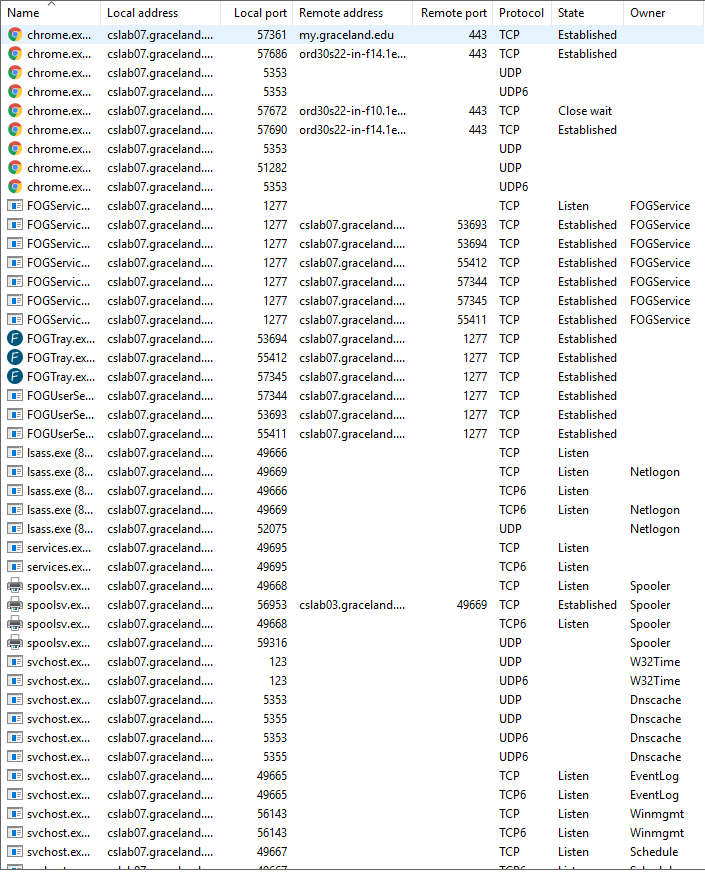 Name Local address Local port Remote address Remote port Protocol State Owner
chrome.ex... cslab07.graceland.... 57361 my.graceland.edu 443 TCP Established
chrome.ex... cslab07.graceland.... 57686 ord30s22-in-f14.1e... 443 TCP Established
chrome.ex... cslab07.graceland.... 5353 UDP
chrome.ex... cslab07.graceland.... 5353 UDP6
chrome.ex... cslab07.graceland.... 57672 ord30s22-in-f10.1e... 443 TCP Close wait
chrome.ex... cslab07.graceland.... 57690 ord30s22-in-f14.1e... 443 TCP Established
chrome.ex... cslab07.graceland.... 5353 UDP
chrome.ex... cslab07.graceland.... 51282 UDP
chrome.ex... cslab07.graceland.... 5353 UDP6
FOGServic... cslab07.graceland.... 1277 TCP Listen FOGService
FOGServic... cslab07.graceland.... 1277 cslab07.graceland.... 53693 TCP Established FOGService
FOGServic... cslab07.graceland.... 1277 cslab07.graceland.... 53694 TCP Established FOGService
FOGServic... cslab07.graceland.... 1277 cslab07.graceland.... 55412 TCP Established FOGService
FOGServic... cslab07.graceland.... 1277 cslab07.graceland.... 57344 TCP Established FOGService
FOGServic... cslab07.graceland.... 1277 cslab07.graceland.... 57345 TCP Established FOGService
FOGServic... cslab07.graceland.... 1277 cslab07.graceland.... 55411 TCP Established FOGService
FOGTray.ex... cslab07.graceland.... 53694 cslab07.graceland.... 1277 TCP Established
FOGTray.ex... cslab07.graceland.... 55412 cslab07.graceland.... 1277 TCP Established
FOGTray.ex... cslab07.graceland.... 57345 cslab07.graceland.... 1277 TCP Established
FOGUserSe... cslab07.graceland.... 57344 cslab07.graceland.... 1277 TCP Established
FOGUserSe... cslab07.graceland.... 53693 cslab07.graceland.... 1277 TCP Established
FOGUserSe... cslab07.graceland.... 55411 cslab07.graceland.... 1277 TCP Established
lsass.exe (8... cslab07.graceland.... 49666 TCP Listen
lsass.exe (8... cslab07.graceland.... 49669 TCP Listen Netlogon
lsass.exe (8... cslab07.graceland.... 49666 TCP6 Listen
lsass.exe (8... cslab07.graceland.... 49669 TCP6 Listen Netlogon
lsass.exe (8... cslab07.graceland.... 52075 UDP Netlogon
services.ex... cslab07.graceland.... 49695 TCP Listen
services.ex... cslab07.graceland.... 49695 TCP6 Listen
spoolsv.ex... cslab07.graceland.... 49668 TCP Listen Spooler
spoolsv.ex... cslab07.graceland.... 56953 cslab03.graceland.... 49669 TCP Established Spooler
spoolsv.ex... cslab07.graceland.... 49668 TCP6 Listen Spooler
spoolsv.ex... cslab07.graceland.... 59316 UDP Spooler
svchost.ex... cslab07.graceland.... 123 UDP W32Time
svchost.ex... cslab07.graceland.... 123 UDP6 W32Time
svchost.ex... cslab07.graceland.... 5353 UDP Dnscache
svchost.ex... cslab07.graceland.... 5355 UDP Dnscache
svchost.ex... cslab07.graceland.... 5353 UDP6 Dnscache
svchost.ex... cslab07.graceland.... 5355 UDP6 Dnscache
svchost.ex... cslab07.graceland.... 49665 TCP Listen EventLog
svchost.ex... cslab07.graceland.... 49665 TCP6 Listen EventLog
svchost.ex... cslab07.graceland.... 56143 TCP Listen Winmgmt
svchost.ex... cslab07.graceland.... 56143 TCP6 Listen Winmgmt
svchost.ex... cslab07.graceland.... 49667 TCP Listen Schedule